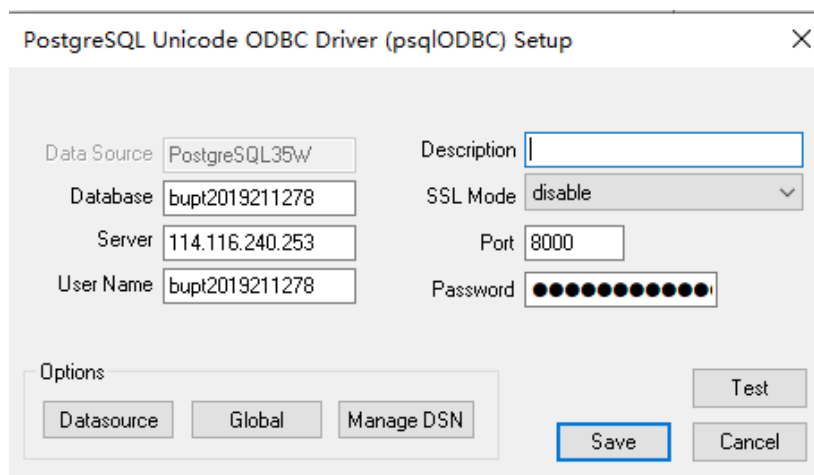 PostgreSQL Unicode ODBC Driver (psqlODBC) Setup
Data Source PostgreSQL35W
Description
Database bupt2019211278
SSL Mode disable
Server 114.116.240.253
Port 8000
User Name bupt2019211278
Password ●●●●●●●●●●●●
Options
Datasource Global Manage DSN
Test
Save Cancel